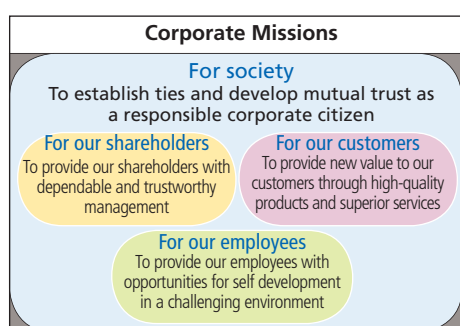 Corporate Missions
For society
To establish ties and develop mutual trust as
a responsible corporate citizen
For our shareholders
To provide our shareholders with
dependable and trustworthy
management
For our customers
To provide new value to our
customers through high-quality
products and superior services
For our employees
To provide our employees with
opportunities for self development
in a challenging environment